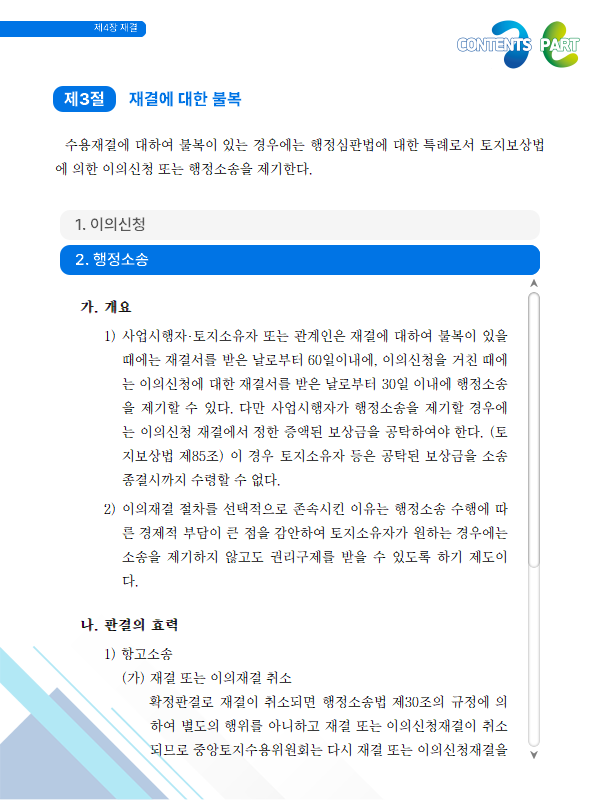 제4장 재결
CONTENTS PART
제3절 재결에 대한 불복
수용재결에 대하여 불복이 있는 경우에는 행정심판법에 대한 특례로서 토지보상법
에 의한 이의신청 또는 행정소송을 제기한다.
1. 이의신청
2. 행정소송
가. 개요
1) 사업시행자·토지소유자 또는 관계인은 재결에 대하여 불복이 있을
때에는 재결서를 받은 날로부터 60일이내에, 이의신청을 거친 때에
는 이의신청에 대한 재결서를 받은 날로부터 30일 이내에 행정소송
을 제기할 수 있다. 다만 사업시행자가 행정소송을 제기할 경우에
는 이의신청 재결에서 정한 증액된 보상금을 공탁하여야 한다. (토
지보상법 제85조) 이 경우 토지소유자 등은 공탁된 보상금을 소송
종결시까지 수령할 수 없다.
2) 이의재결 절차를 선택적으로 존속시킨 이유는 행정소송 수행에 따
른 경제적 부담이 큰 점을 감안하여 토지소유자가 원하는 경우에는
소송을 제기하지 않고도 권리구제를 받을 수 있도록 하기 제도이
다.
나. 판결의 효력
1) 항고소송
(가) 재결 또는 이의재결 취소
확정판결로 재결이 취소되면 행정소송법 제30조의 규정에 의
하여 별도의 행위를 아니하고 재결 또는 이의신청재결이 취소
되므로 중앙토지수용위원회는 다시 재결 또는 이의신청재결을